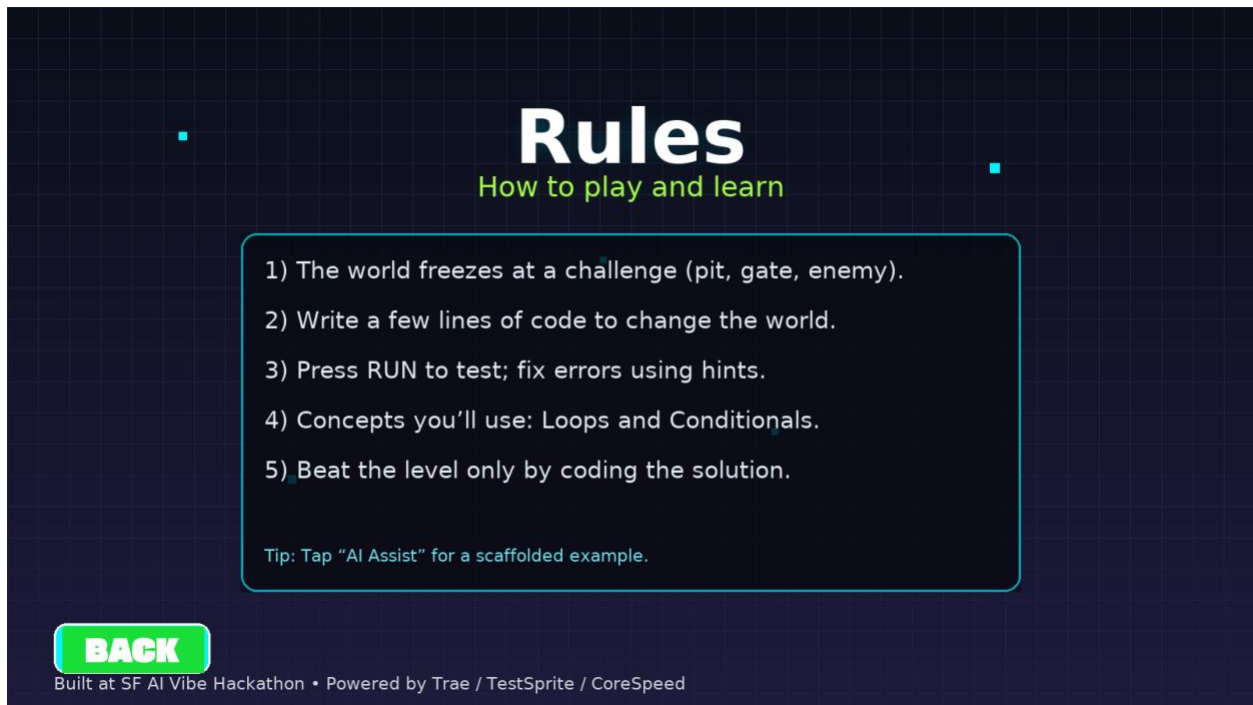 Rules
How to play and learn
1) The world freezes at a challenge (pit, gate, enemy).
2) Write a few lines of code to change the world.
3) Press RUN to test; fix errors using hints.
4) Concepts you’ll use: Loops and Conditionals.
5) Beat the level only by coding the solution.
Tip: Tap “AI Assist” for a scaffolded example.
BACK
Built at SF AI Vibe Hackathon • Powered by Trae / TestSprite / CoreSpeed